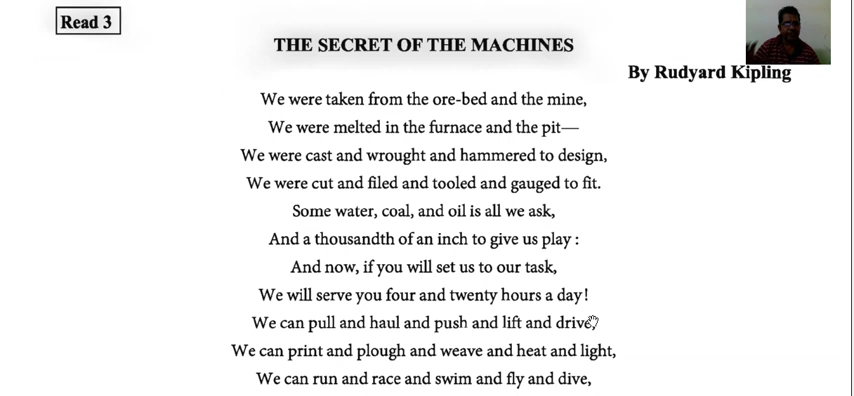 Read 3
THE SECRET OF THE MACHINES
By Rudyard Kipling
We were taken from the ore-bed and the mine,
We were melted in the furnace and the pit—
We were cast and wrought and hammered to design,
We were cut and filed and tooled and gauged to fit.
Some water, coal, and oil is all we ask,
And a thousandth of an inch to give us play :
And now, if you will set us to our task,
We will serve you four and twenty hours a day!
We can pull and haul and push and lift and drive,
We can print and plough and weave and heat and light,
We can run and race and swim and fly and dive,